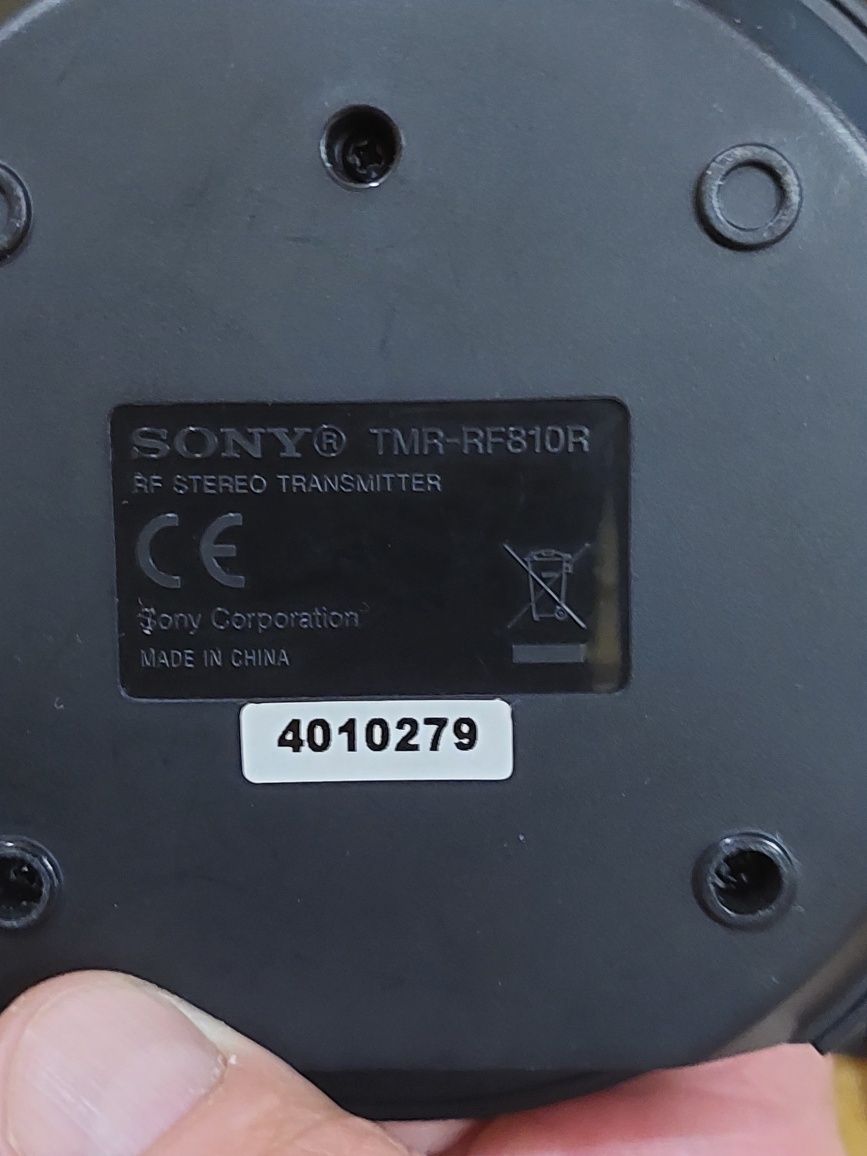 SONY® TMR-RF810R
RF STEREO TRANSMITTER
CE
Sony Corporation
MADE IN CHINA
4010279